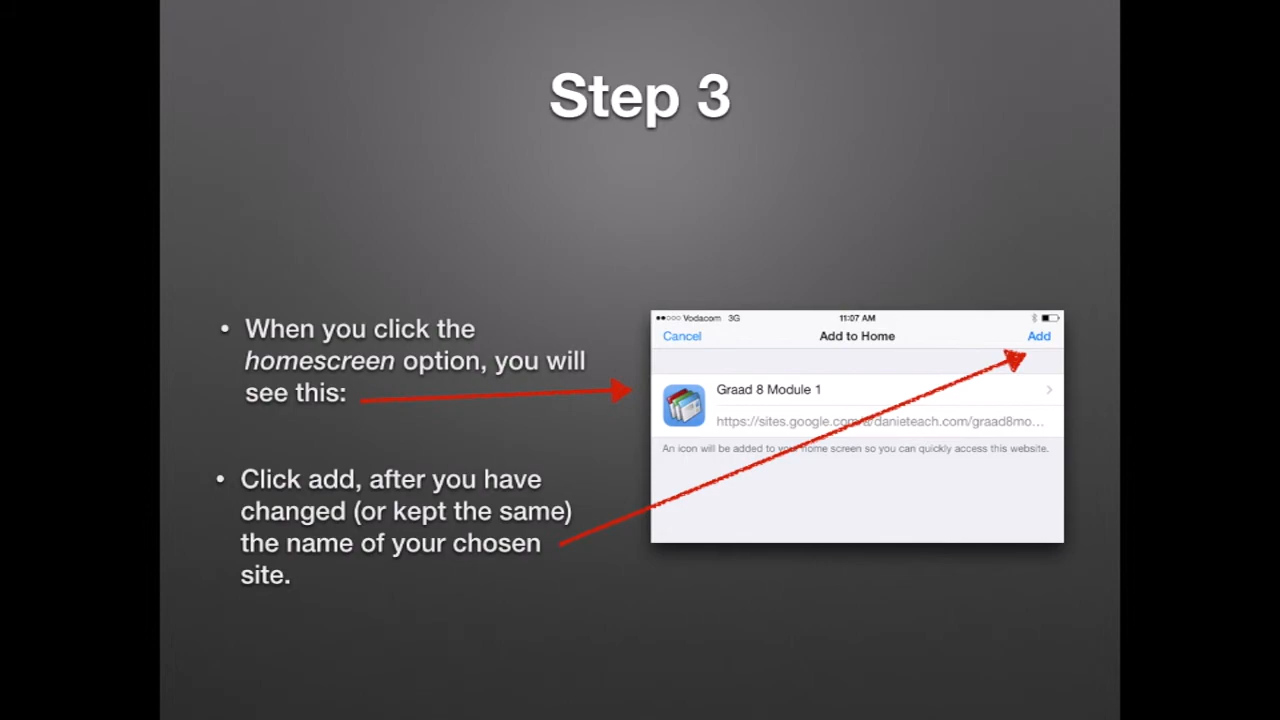 Step 3
• When you click the
homescreen option, you will
see this:
• Click add, after you have
changed (or kept the same)
the name of your chosen
site.
Vodacom 3G 11:07 AM
Cancel Add to Home Add
Graad 8 Module 1
https://sites.google.com/a/danieteach.com/graad8mo...
An icon will be added to your home screen so you can quickly access this website.